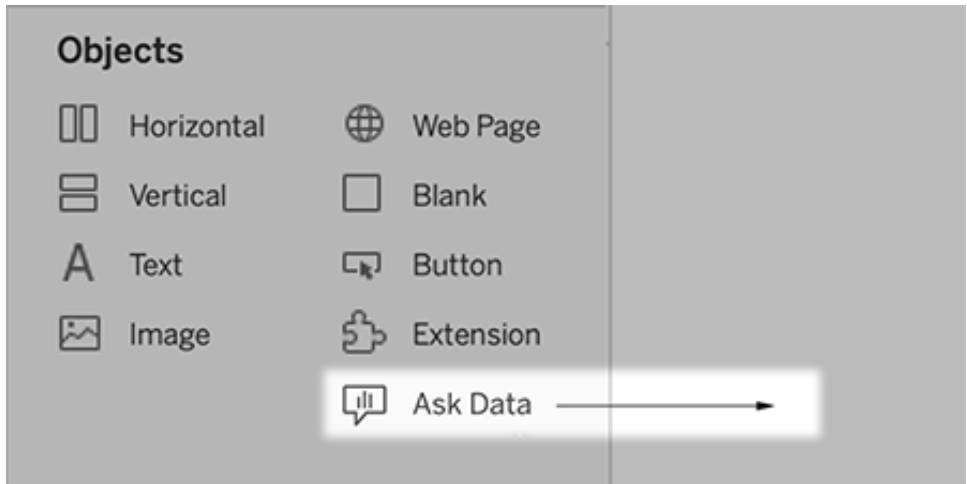 Objects
Horizontal
Web Page
Vertical
Blank
Text
Button
Image
Extension
Ask Data